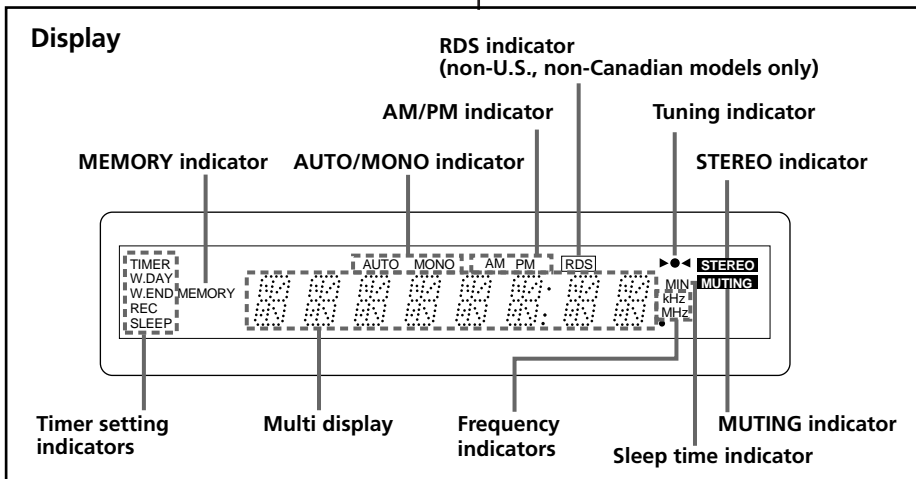 Display
RDS indicator
(non-U.S., non-Canadian models only)
AM/PM indicator
Tuning indicator
MEMORY indicator
AUTO/MONO indicator
STEREO indicator
TIMER
W.DAY
W.END
REC
SLEEP
MEMORY
AUTO MONO
AM PM
RDS
STEREO
MIN
MUTING
kHz
MHz
Timer setting
indicators
Multi display
Frequency
indicators
MUTING indicator
Sleep time indicator